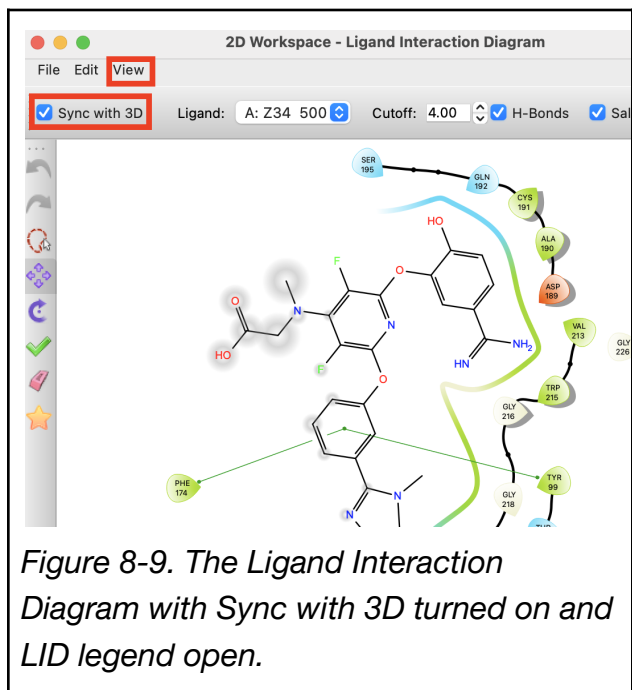 2D Workspace - Ligand Interaction Diagram
File Edit View
Sync with 3D Ligand: A: Z34 500 Cutoff: 4.00 H-Bonds Sal
SER
195
GLN
192
CYS
191
ALA
190
ASP
189
VAL
213
GLY
226
TRP
215
GLY
216
TYR
99
GLY
218
PHE
174
HO
F
O
O
N
N
HO
F
O
NH2
HN
N
N
Figure 8-9. The Ligand Interaction
Diagram with Sync with 3D turned on and
LID legend open.